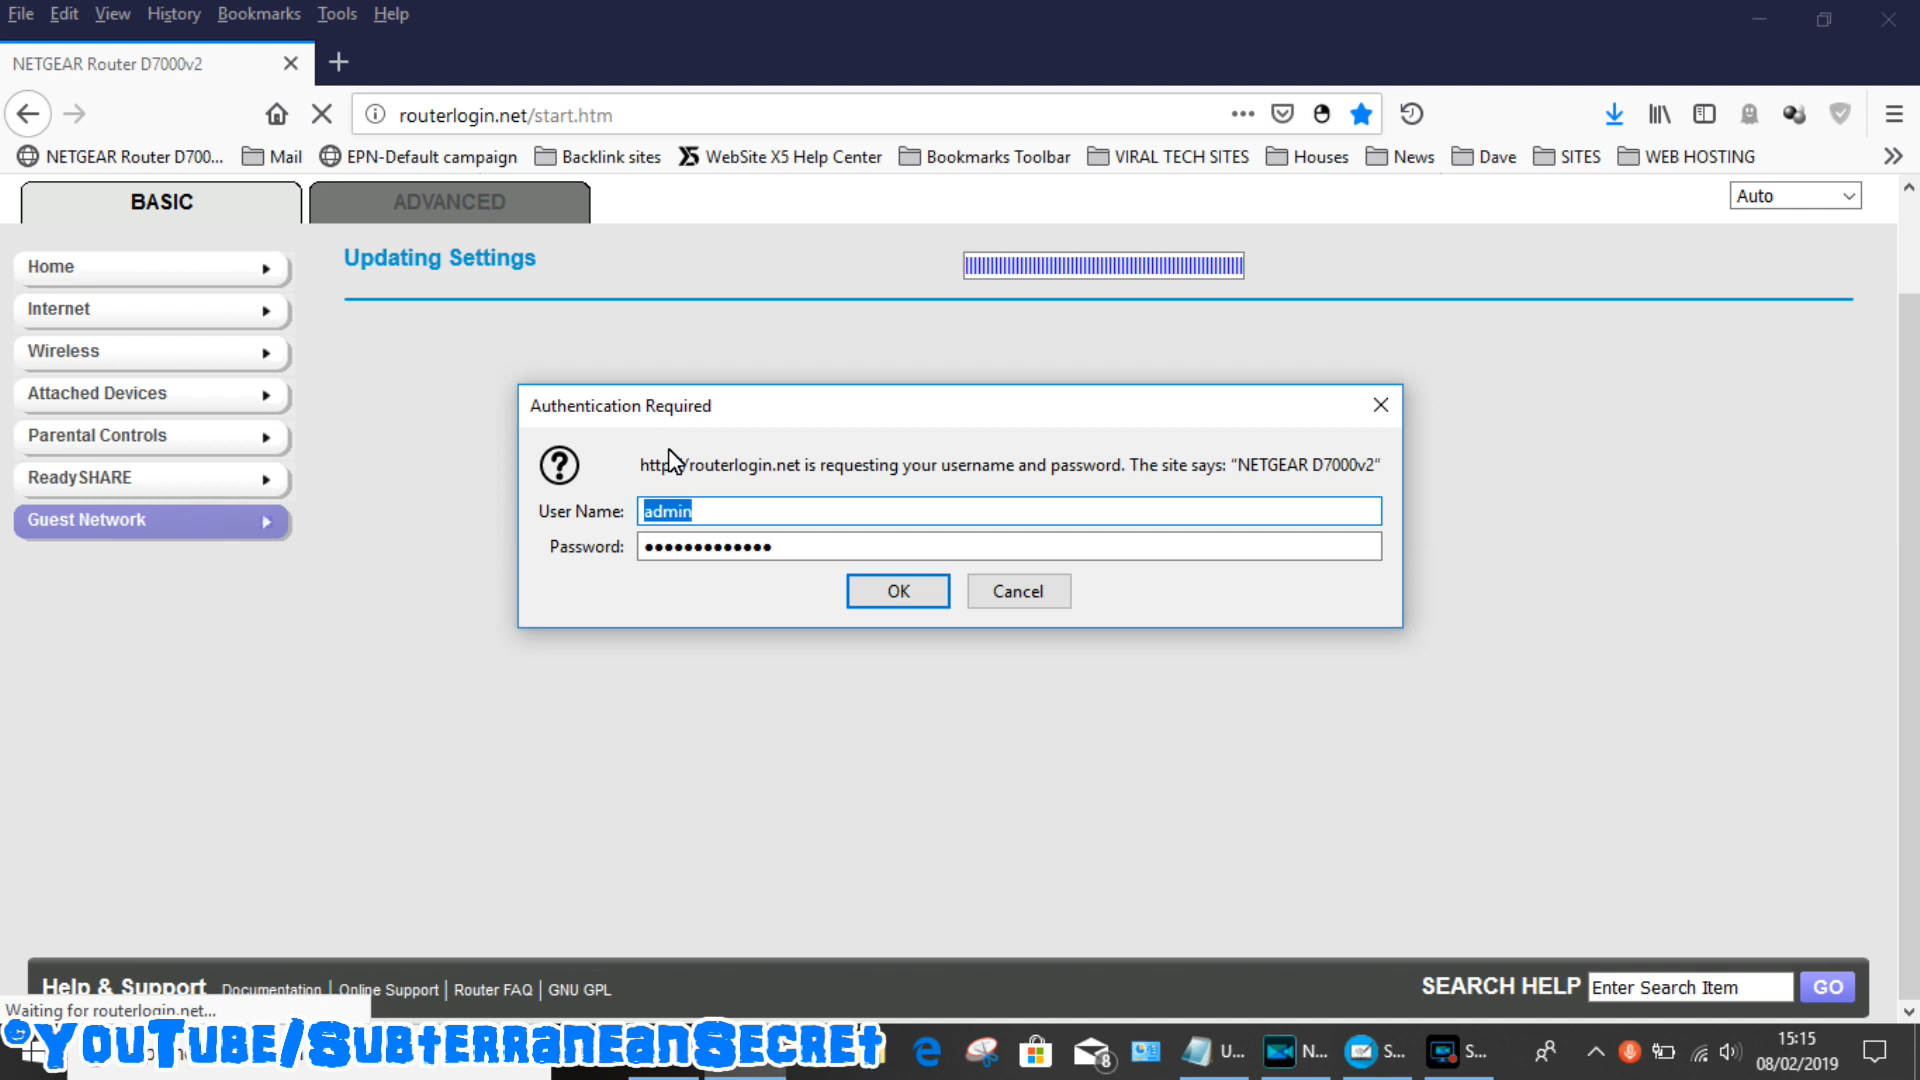 File Edit View History Bookmarks Tools Help
NETGEAR Router D7000v2
routerlogin.net/start.htm
NETGEAR Router D700... Mail EPN-Default campaign Backlink sites WebSite X5 Help Center Bookmarks Toolbar VIRAL TECH SITES Houses News Dave SITES WEB HOSTING
BASIC ADVANCED Auto
Updating Settings
Home
Internet
Wireless
Attached Devices
Parental Controls
ReadySHARE
Guest Network
Authentication Required
http://routerlogin.net is requesting your username and password. The site says: “NETGEAR D7000v2”
User Name: admin
Password: •••••••••••••
OK Cancel
Help & Support Documentation | Online Support | Router FAQ | GNU GPL
SEARCH HELP Enter Search Item GO
Waiting for routerlogin.net...
YouTube/SubterraneanSecret
8 U... N... S... S...
15:15
08/02/2019